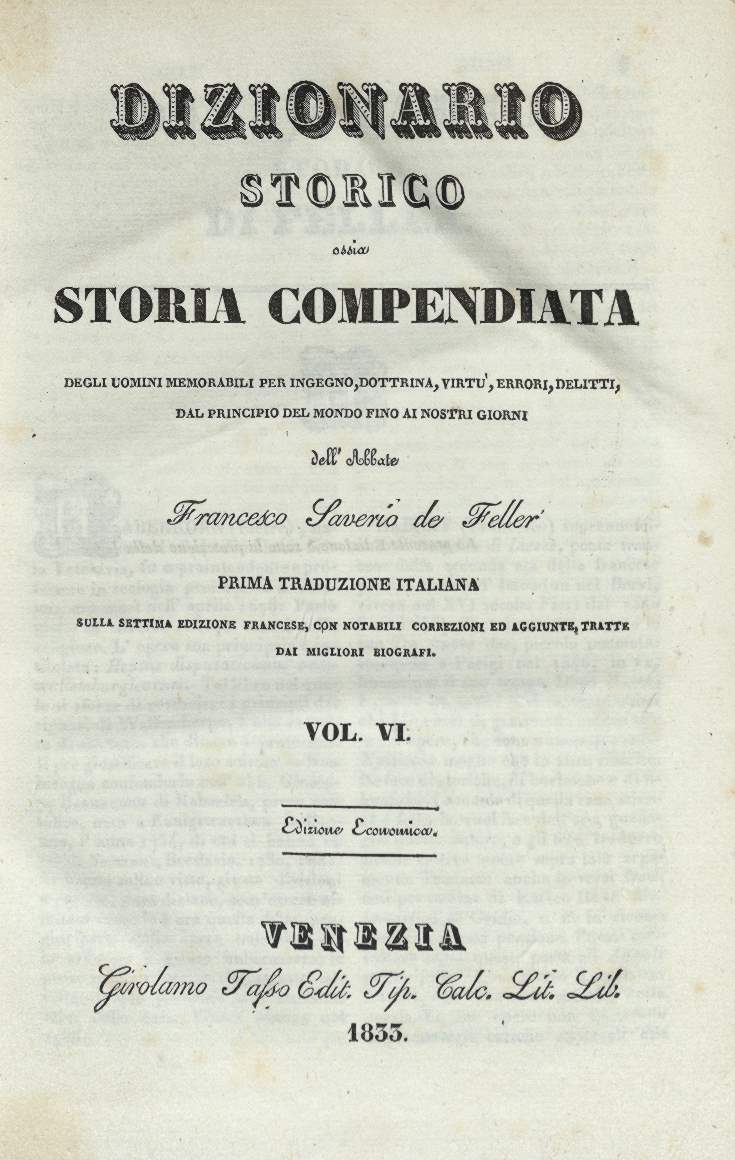 DIZIONARIO
STORICO
ossia
STORIA COMPENDIATA
DEGLI UOMINI MEMORABILI PER INGEGNO, DOTTRINA, VIRTU', ERRORI, DELITTI,
DAL PRINCIPIO DEL MONDO FINO AI NOSTRI GIORNI
dell' Abbate
Francesco Saverio de Feller
PRIMA TRADUZIONE ITALIANA
SULLA SETTIMA EDIZIONE FRANCESE, CON NOTABILI CORREZIONI ED AGGIUNTE, TRATTE
DAI MIGLIORI BIOGRAFI.
VOL. VI.
Edizione Economica.
VENEZIA
Girolamo Tasso Edit. Tip. Calc. Lit. Lib.
1833.